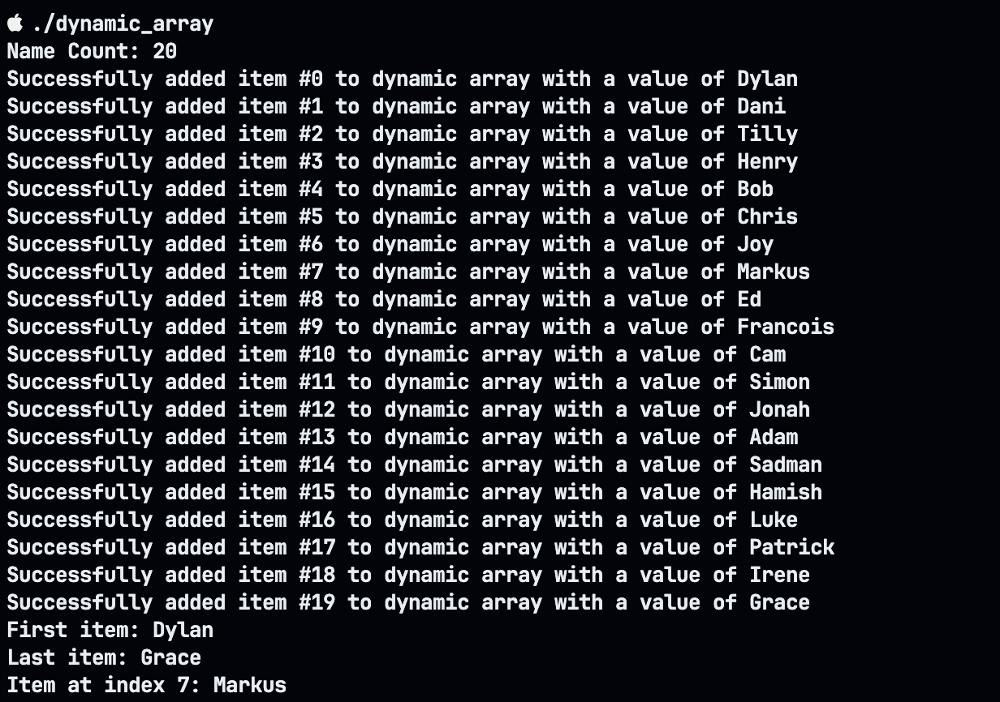 ./dynamic_array
Name Count: 20
Successfully added item #0 to dynamic array with a value of Dylan
Successfully added item #1 to dynamic array with a value of Dani
Successfully added item #2 to dynamic array with a value of Tilly
Successfully added item #3 to dynamic array with a value of Henry
Successfully added item #4 to dynamic array with a value of Bob
Successfully added item #5 to dynamic array with a value of Chris
Successfully added item #6 to dynamic array with a value of Joy
Successfully added item #7 to dynamic array with a value of Markus
Successfully added item #8 to dynamic array with a value of Ed
Successfully added item #9 to dynamic array with a value of Francois
Successfully added item #10 to dynamic array with a value of Cam
Successfully added item #11 to dynamic array with a value of Simon
Successfully added item #12 to dynamic array with a value of Jonah
Successfully added item #13 to dynamic array with a value of Adam
Successfully added item #14 to dynamic array with a value of Sadman
Successfully added item #15 to dynamic array with a value of Hamish
Successfully added item #16 to dynamic array with a value of Luke
Successfully added item #17 to dynamic array with a value of Patrick
Successfully added item #18 to dynamic array with a value of Irene
Successfully added item #19 to dynamic array with a value of Grace
First item: Dylan
Last item: Grace
Item at index 7: Markus